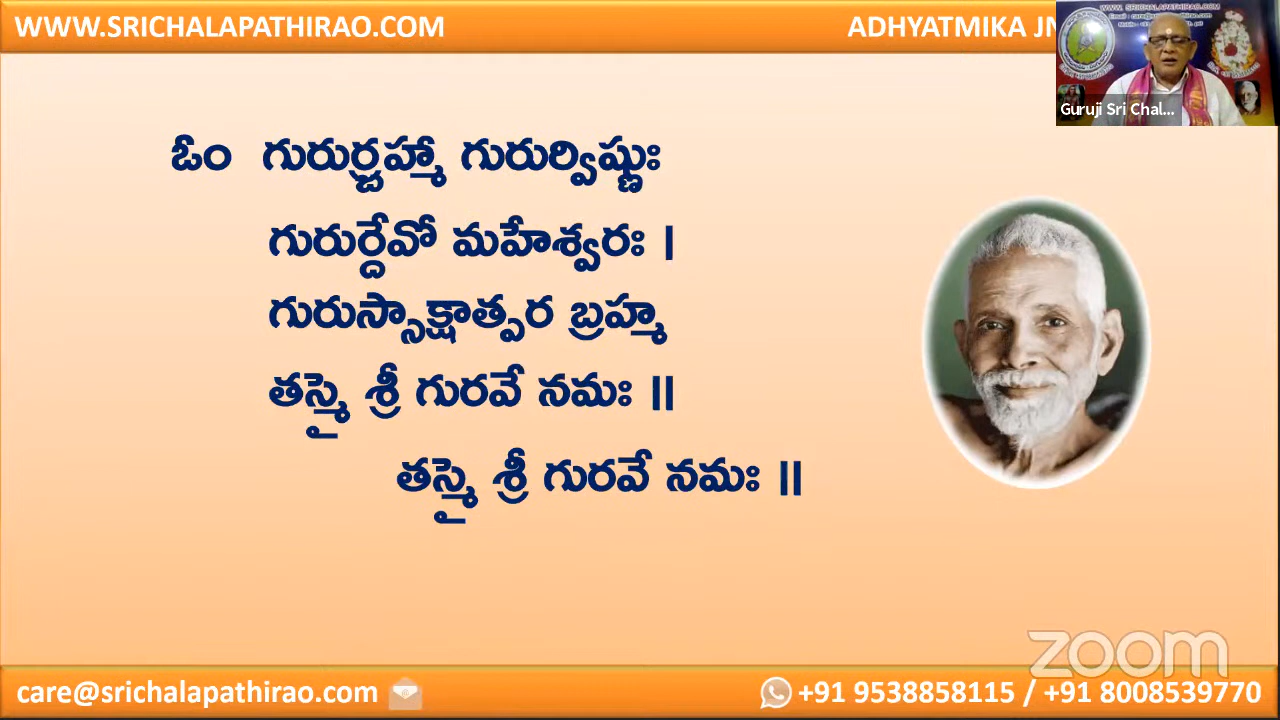 WWW.SRICHALAPATHIRAO.COM
ADHYATMIKA
Guruji Sri Chal...
ఓం గురుర్బ్రహ్మా గురుర్విష్ణుః
గురుర్దేవో మహేశ్వరః ।
గురుస్సాక్షాత్పర బ్రహ్మ
తస్మై శ్రీ గురవే నమః ॥
తస్మై శ్రీ గురవే నమః ॥
zoom
care@srichalapathirao.com
+91 9538858115 / +91 8008539770